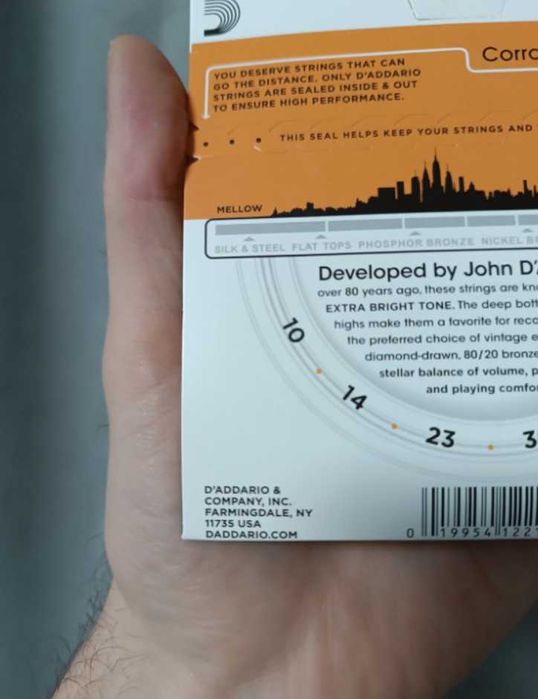 Corro
YOU DESERVE STRINGS THAT CAN
GO THE DISTANCE. ONLY D'ADDARIO
STRINGS ARE SEALED INSIDE & OUT
TO ENSURE HIGH PERFORMANCE.
THIS SEAL HELPS KEEP YOUR STRINGS AND
MELLOW
SILK & STEEL FLAT TOPS PHOSPHOR BRONZE NICKEL
Developed by John D'
over 80 years ago, these strings are
EXTRA BRIGHT TONE. The deep
highs make them a favorite for
the preferred choice of vintage
diamond-drawn, 80/20 bronze
stellar balance of volume,
and playing
10
14
23
3
D'ADDARIO &
COMPANY, INC.
FARMINGDALE, NY
11735 USA
DADDARIO.COM
0 19954 122